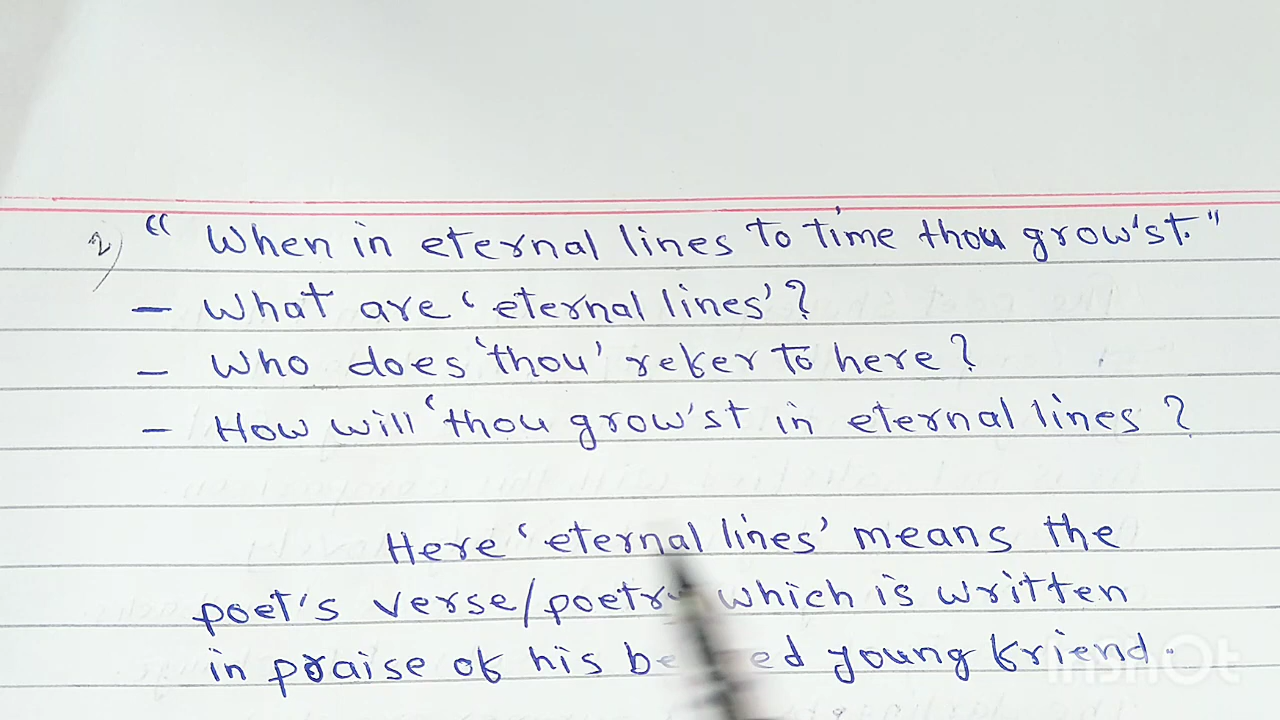 2) " When in eternal lines to time thou grow'st."
- What are 'eternal lines'?
- Who does 'thou' refer to here?
- How will 'thou grow'st in eternal lines?
Here 'eternal lines' means the
poet's verse/poetry which is written
in praise of his young friend.
InShOt